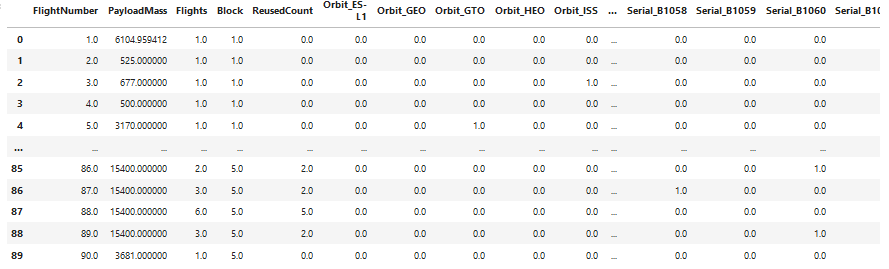 FlightNumber PayloadMass Flights Block ReusedCount Orbit_ES-L1 Orbit_GEO Orbit_GTO Orbit_HEO Orbit_ISS ... Serial_B1058 Serial_B1059 Serial_B1060
0 1.0 6104.959412 1.0 1.0 0.0 0.0 0.0 0.0 0.0 0.0 ... 0.0 0.0 0.0
1 2.0 525.000000 1.0 1.0 0.0 0.0 0.0 0.0 0.0 0.0 ... 0.0 0.0 0.0
2 3.0 677.000000 1.0 1.0 0.0 0.0 0.0 0.0 0.0 1.0 ... 0.0 0.0 0.0
3 4.0 500.000000 1.0 1.0 0.0 0.0 0.0 0.0 0.0 0.0 ... 0.0 0.0 0.0
4 5.0 3170.000000 1.0 1.0 0.0 0.0 0.0 1.0 0.0 0.0 ... 0.0 0.0 0.0
... ... ... ... ... ... ... ... ... ... ... ... ... ... ...
85 86.0 15400.000000 2.0 5.0 2.0 0.0 0.0 0.0 0.0 0.0 ... 0.0 0.0 1.0
86 87.0 15400.000000 3.0 5.0 2.0 0.0 0.0 0.0 0.0 0.0 ... 1.0 0.0 0.0
87 88.0 15400.000000 6.0 5.0 5.0 0.0 0.0 0.0 0.0 0.0 ... 0.0 0.0 0.0
88 89.0 15400.000000 3.0 5.0 2.0 0.0 0.0 0.0 0.0 0.0 ... 0.0 0.0 1.0
89 90.0 3681.000000 1.0 5.0 0.0 0.0 0.0 0.0 0.0 0.0 ... 0.0 0.0 0.0